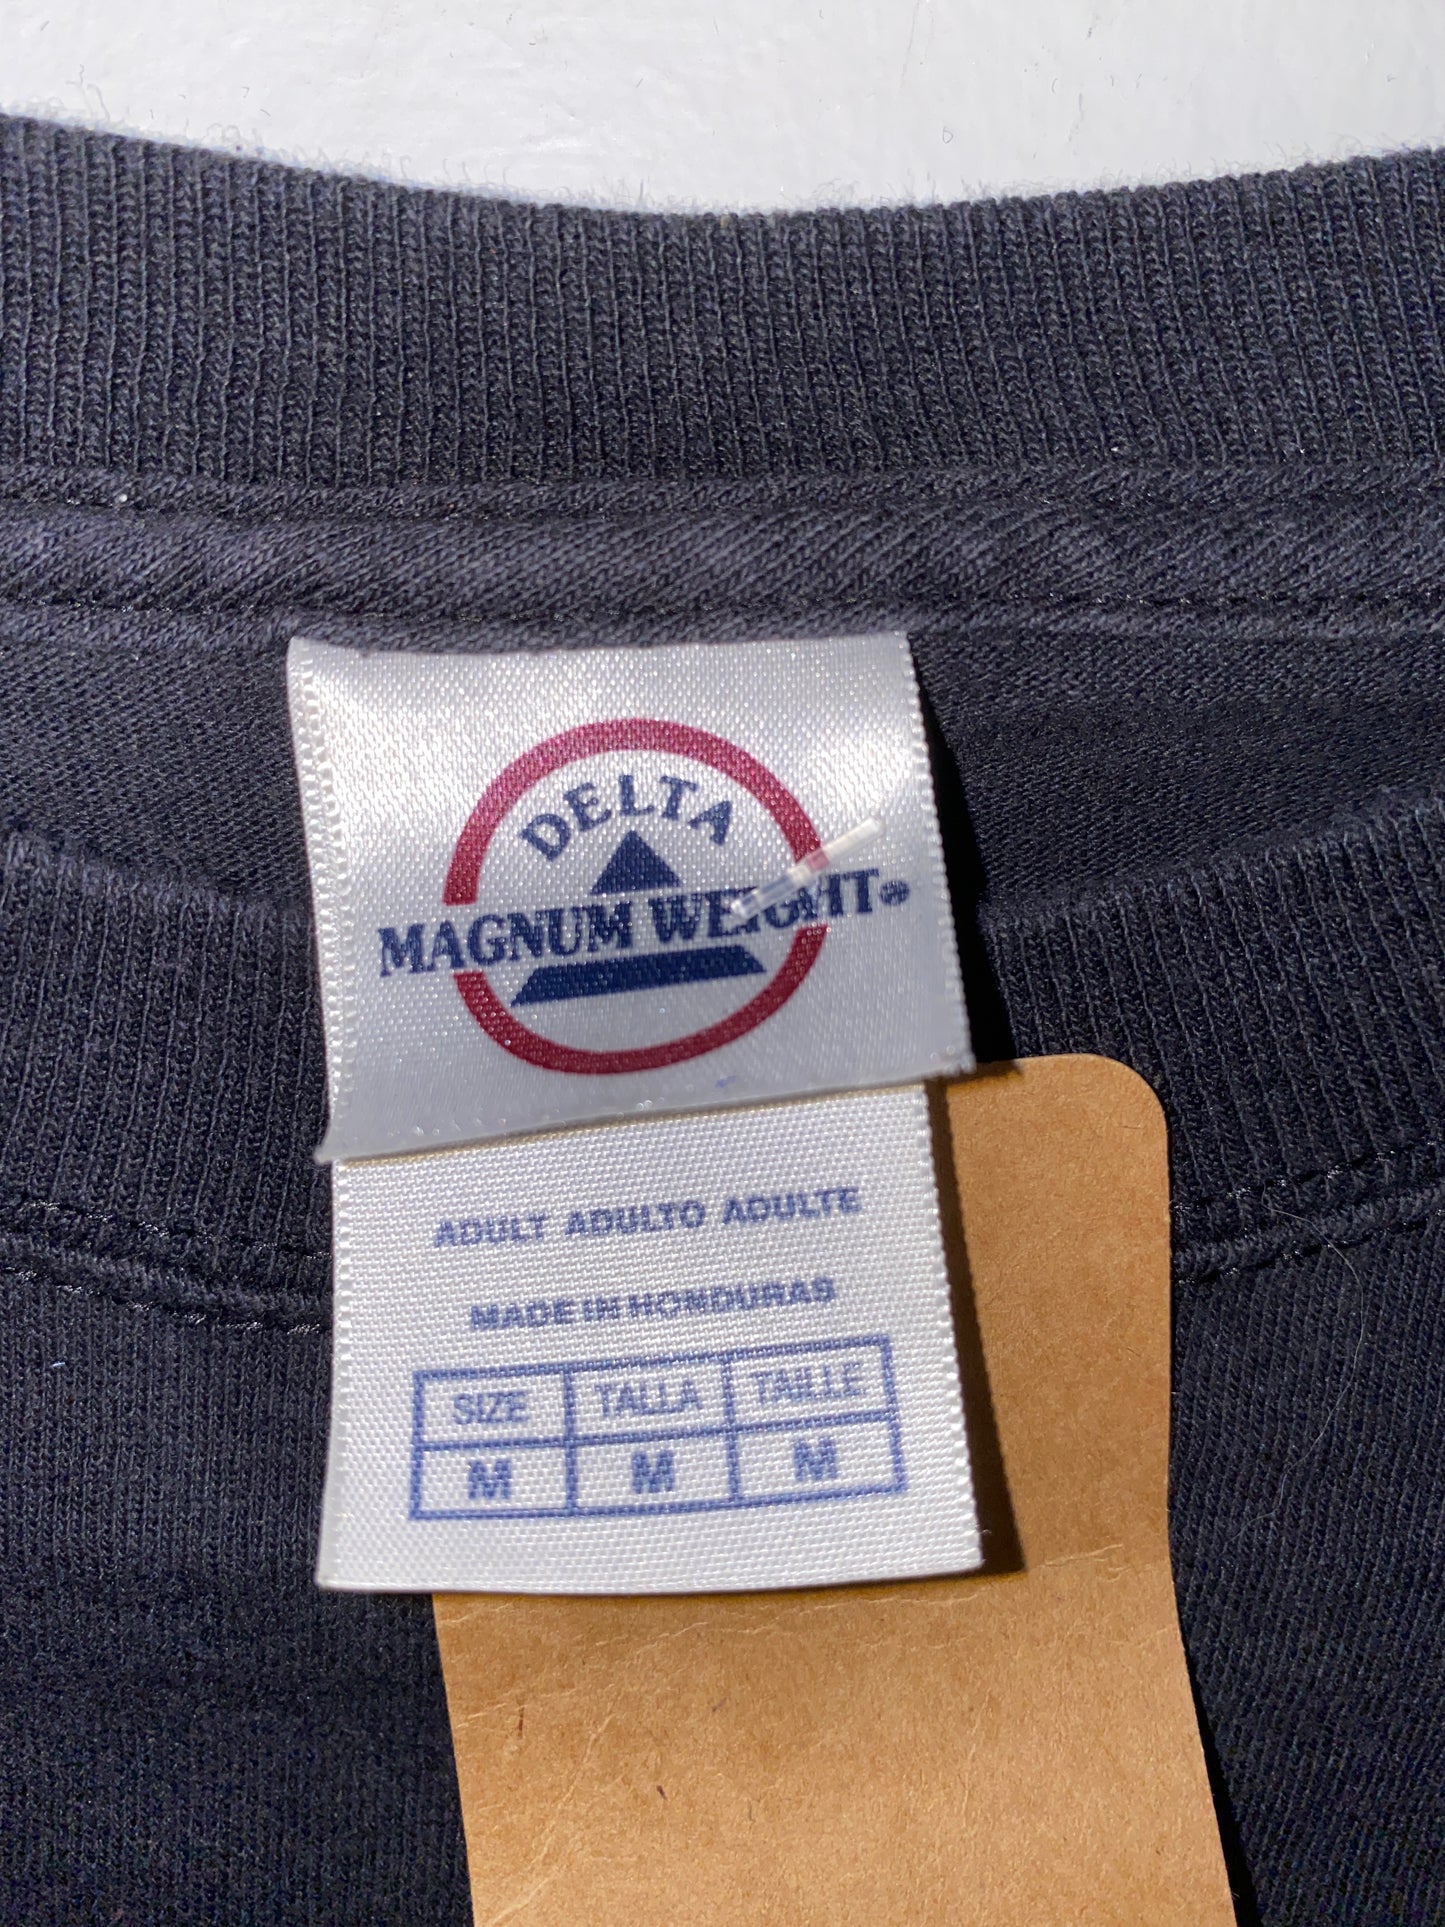 DELTA
MAGNUM WEIGHT®
ADULT ADULTO ADULTE
MADE IN HONDURAS
SIZE TALLA TAILLE
M M M